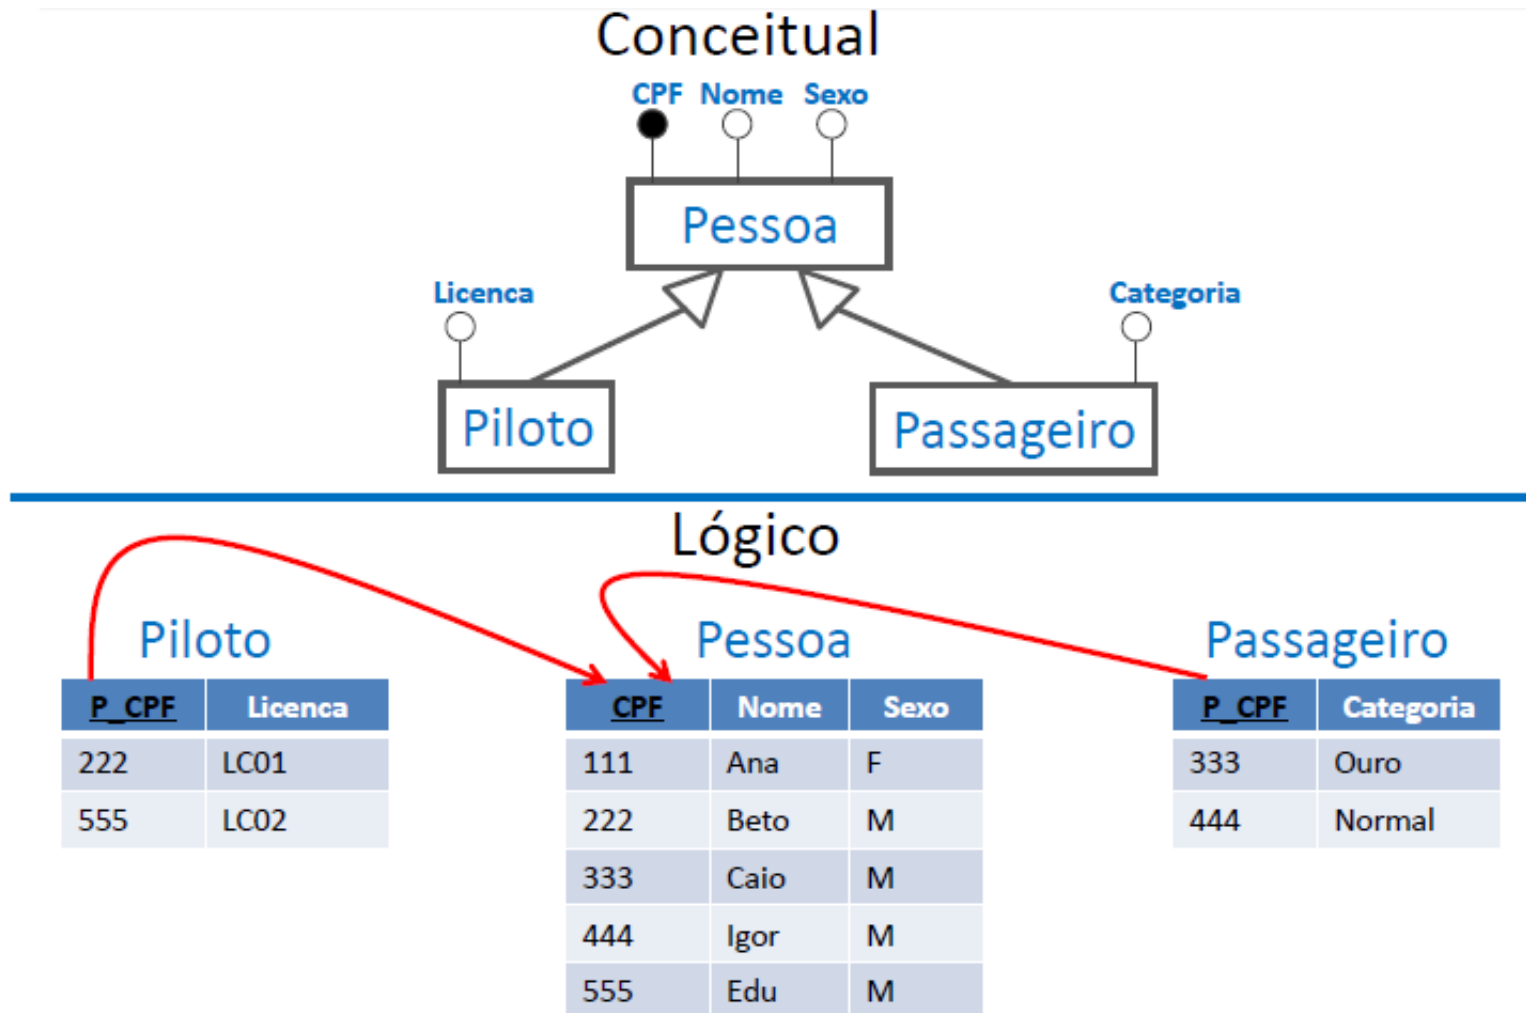 Conceitual
CPF Nome Sexo
Pessoa
Licenca
Categoria
Piloto
Passageiro
Lógico
Piloto
P_CPF Licenca
222 LC01
555 LC02
Pessoa
CPF Nome Sexo
111 Ana F
222 Beto M
333 Caio M
444 Igor M
555 Edu M
Passageiro
P_CPF Categoria
333 Ouro
444 Normal